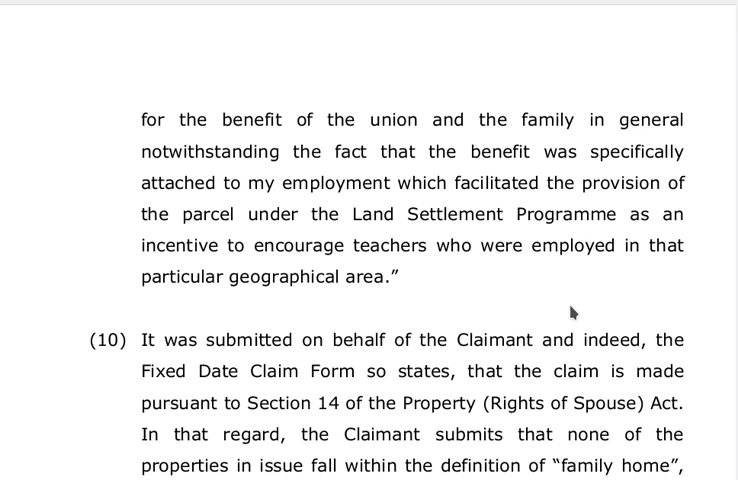 for the benefit of the union and the family in general
notwithstanding the fact that the benefit was specifically
attached to my employment which facilitated the provision of
the parcel under the Land Settlement Programme as an
incentive to encourage teachers who were employed in that
particular geographical area.”
(10) It was submitted on behalf of the Claimant and indeed, the
Fixed Date Claim Form so states, that the claim is made
pursuant to Section 14 of the Property (Rights of Spouse) Act.
In that regard, the Claimant submits that none of the
properties in issue fall within the definition of “family home”,